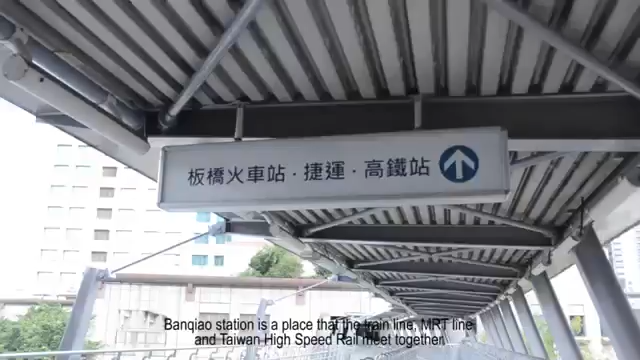 板橋火車站．捷運．高鐵站
Banqiao station is a place that the train line, MRT line
and Taiwan High Speed Rail meet together.